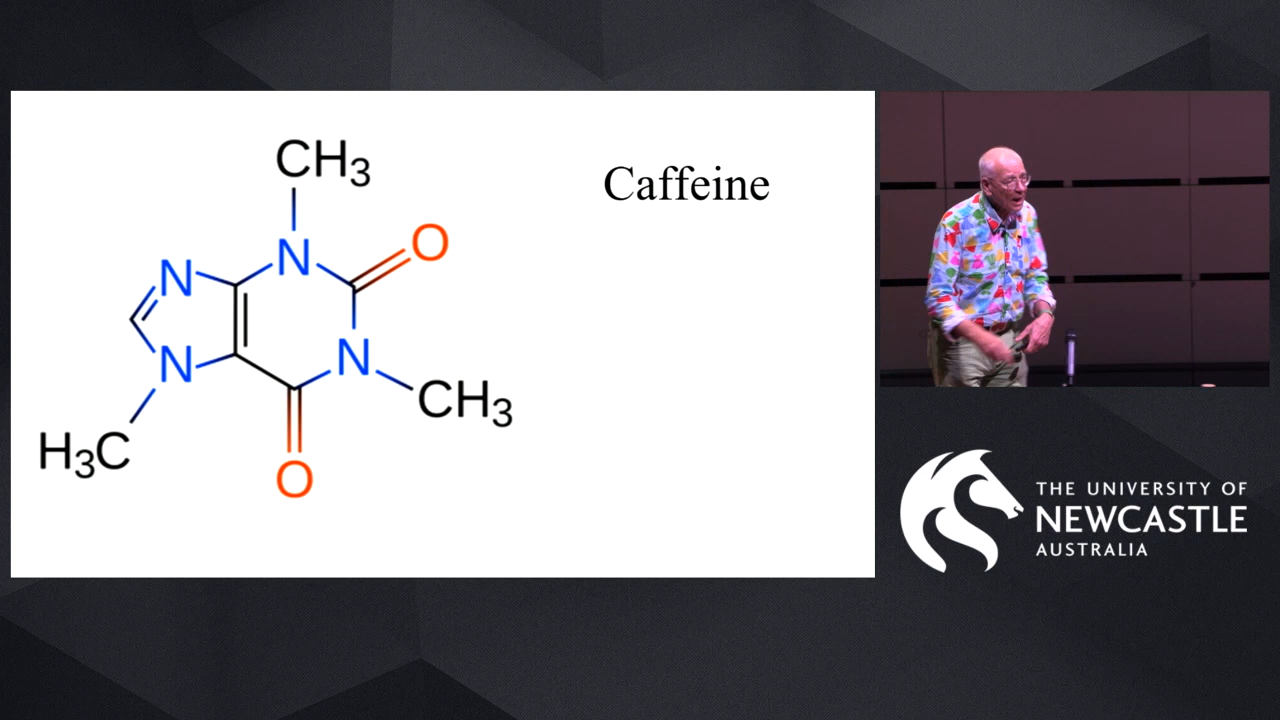 CH3
Caffeine
O
N
N
N
N
CH3
H3C
O
THE UNIVERSITY OF
NEWCASTLE
AUSTRALIA